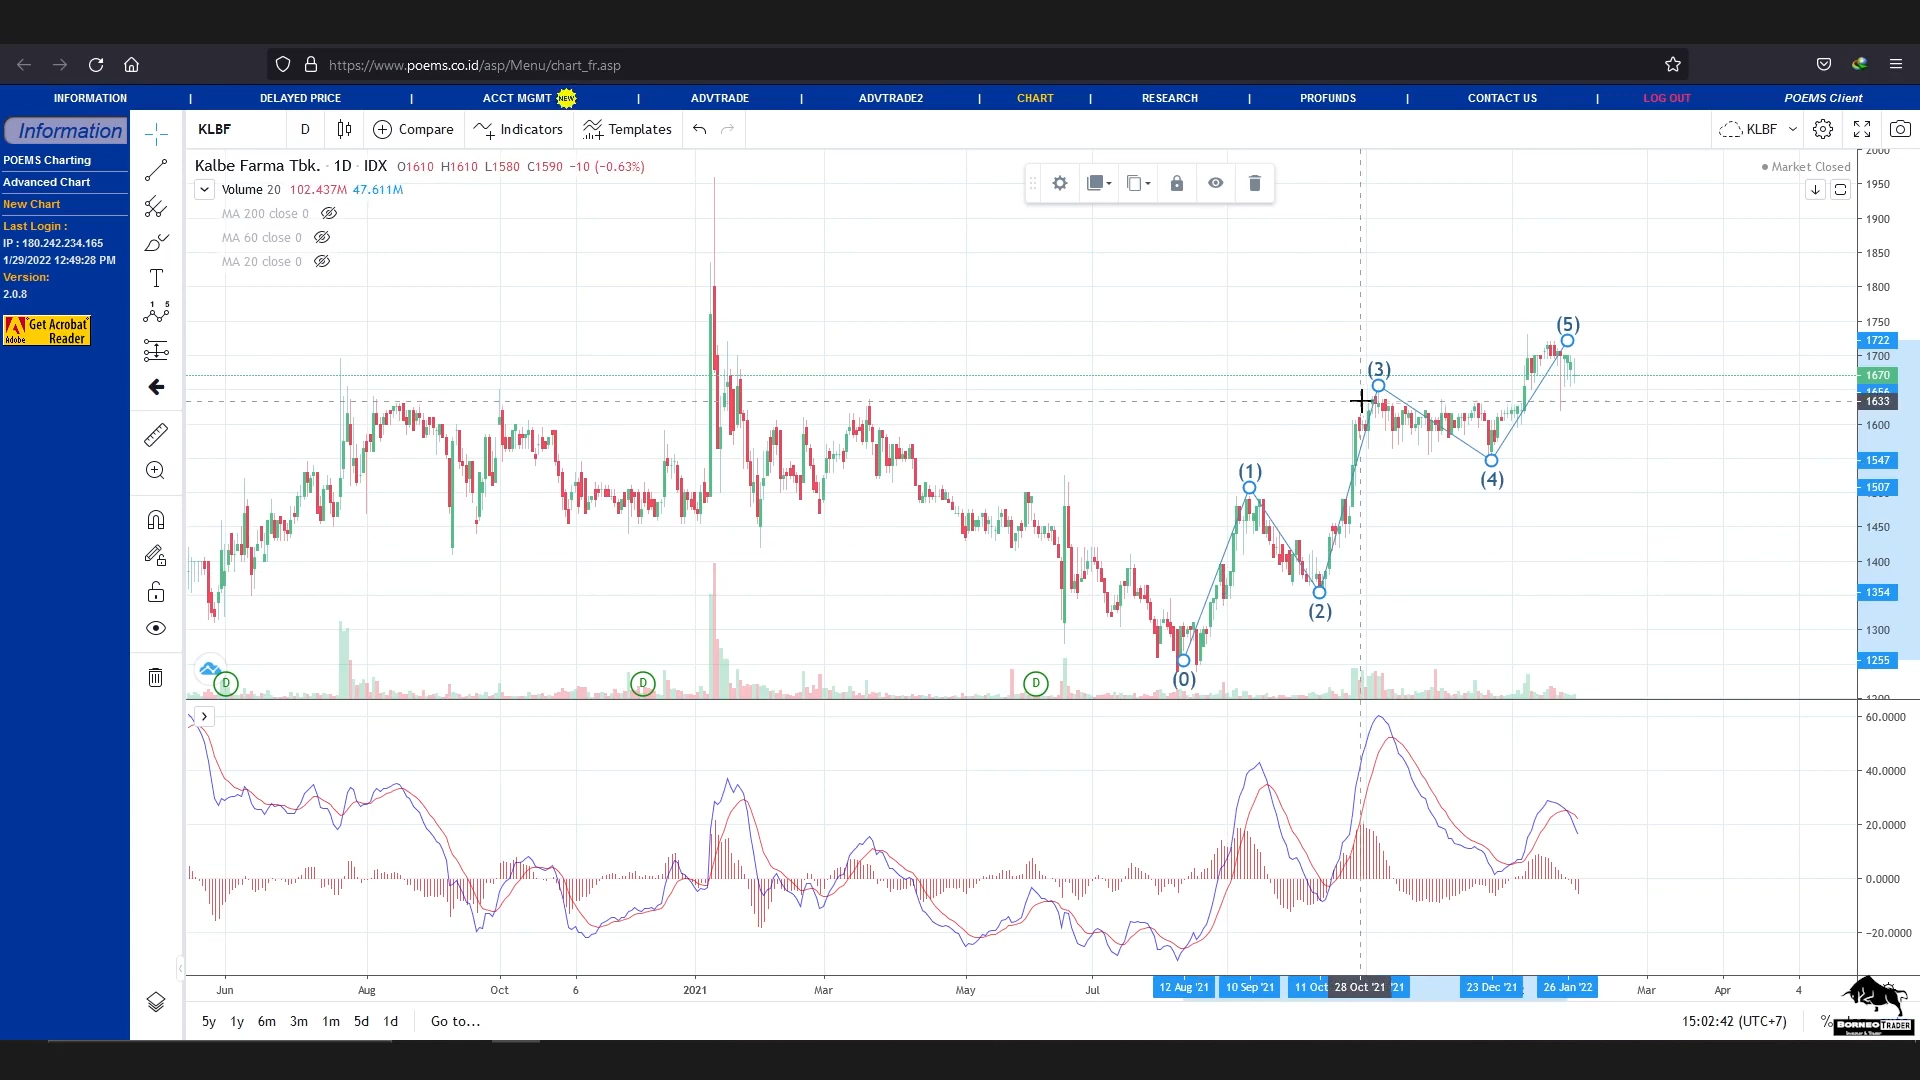 https://www.poems.co.id/asp/Menu/chart_fr.asp
INFORMATION | DELAYED PRICE | ACCT MGMT NEW | ADVTRADE | ADVTRADE2 | CHART | RESEARCH | PROFUNDS | CONTACT US | LOG OUT POEMS Client
Information
POEMS Charting
Advanced Chart
New Chart
Last Login :
IP : 180.242.234.165
1/29/2022 12:49:28 PM
Version:
2.0.8
Get Acrobat
Adobe Reader
KLBF D Compare Indicators Templates KLBF
Kalbe Farma Tbk. · 1D · IDX O1610 H1610 L1580 C1590 −10 (−0.63%)
Market Closed
Volume 20 102.437M 47.611M
MA 200 close 0
MA 60 close 0
MA 20 close 0
1 5
(0)
(1)
(2)
(3)
(4)
(5)
D
D
D
2000
1950
1900
1850
1800
1750
1722
1700
1670
1656
1633
1600
1547
1507
1450
1400
1354
1300
1255
1200
60.0000
40.0000
20.0000
0.0000
−20.0000
Jun Aug Oct 6 2021 Mar May Jul 12 Aug '21 10 Sep '21 11 Oct 28 Oct '21 '21 23 Dec '21 26 Jan '22 Mar Apr 4
5y 1y 6m 3m 1m 5d 1d Go to...
15:02:42 (UTC+7) %
BORNEO TRADER